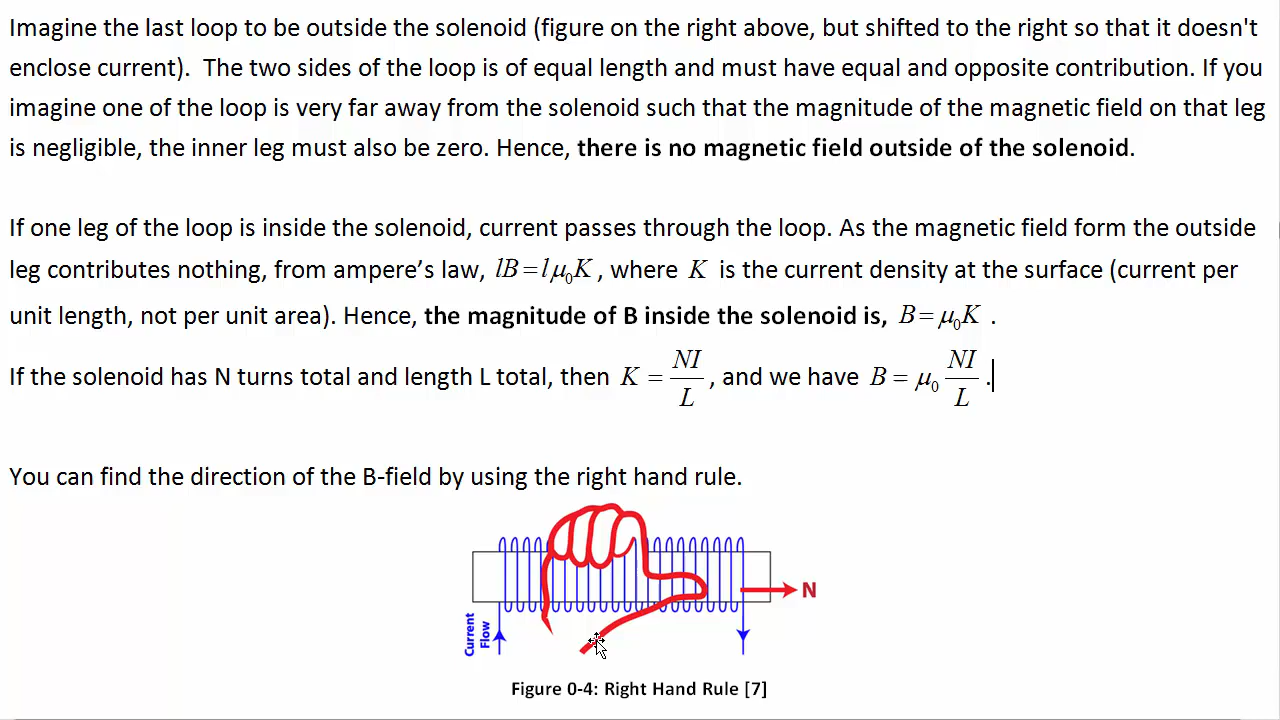 Imagine the last loop to be outside the solenoid (figure on the right above, but shifted to the right so that it doesn't
enclose current).  The two sides of the loop is of equal length and must have equal and opposite contribution. If you
imagine one of the loop is very far away from the solenoid such that the magnitude of the magnetic field on that leg
is negligible, the inner leg must also be zero. Hence, there is no magnetic field outside of the solenoid.
If one leg of the loop is inside the solenoid, current passes through the loop. As the magnetic field form the outside
leg contributes nothing, from ampere’s law, lB = lμ₀K, where K is the current density at the surface (current per
unit length, not per unit area). Hence, the magnitude of B inside the solenoid is, B = μ₀K .
If the solenoid has N turns total and length L total, then K = NI/L, and we have B = μ₀ NI/L.
You can find the direction of the B-field by using the right hand rule.
N
Current
Flow
Figure 0-4: Right Hand Rule [7]